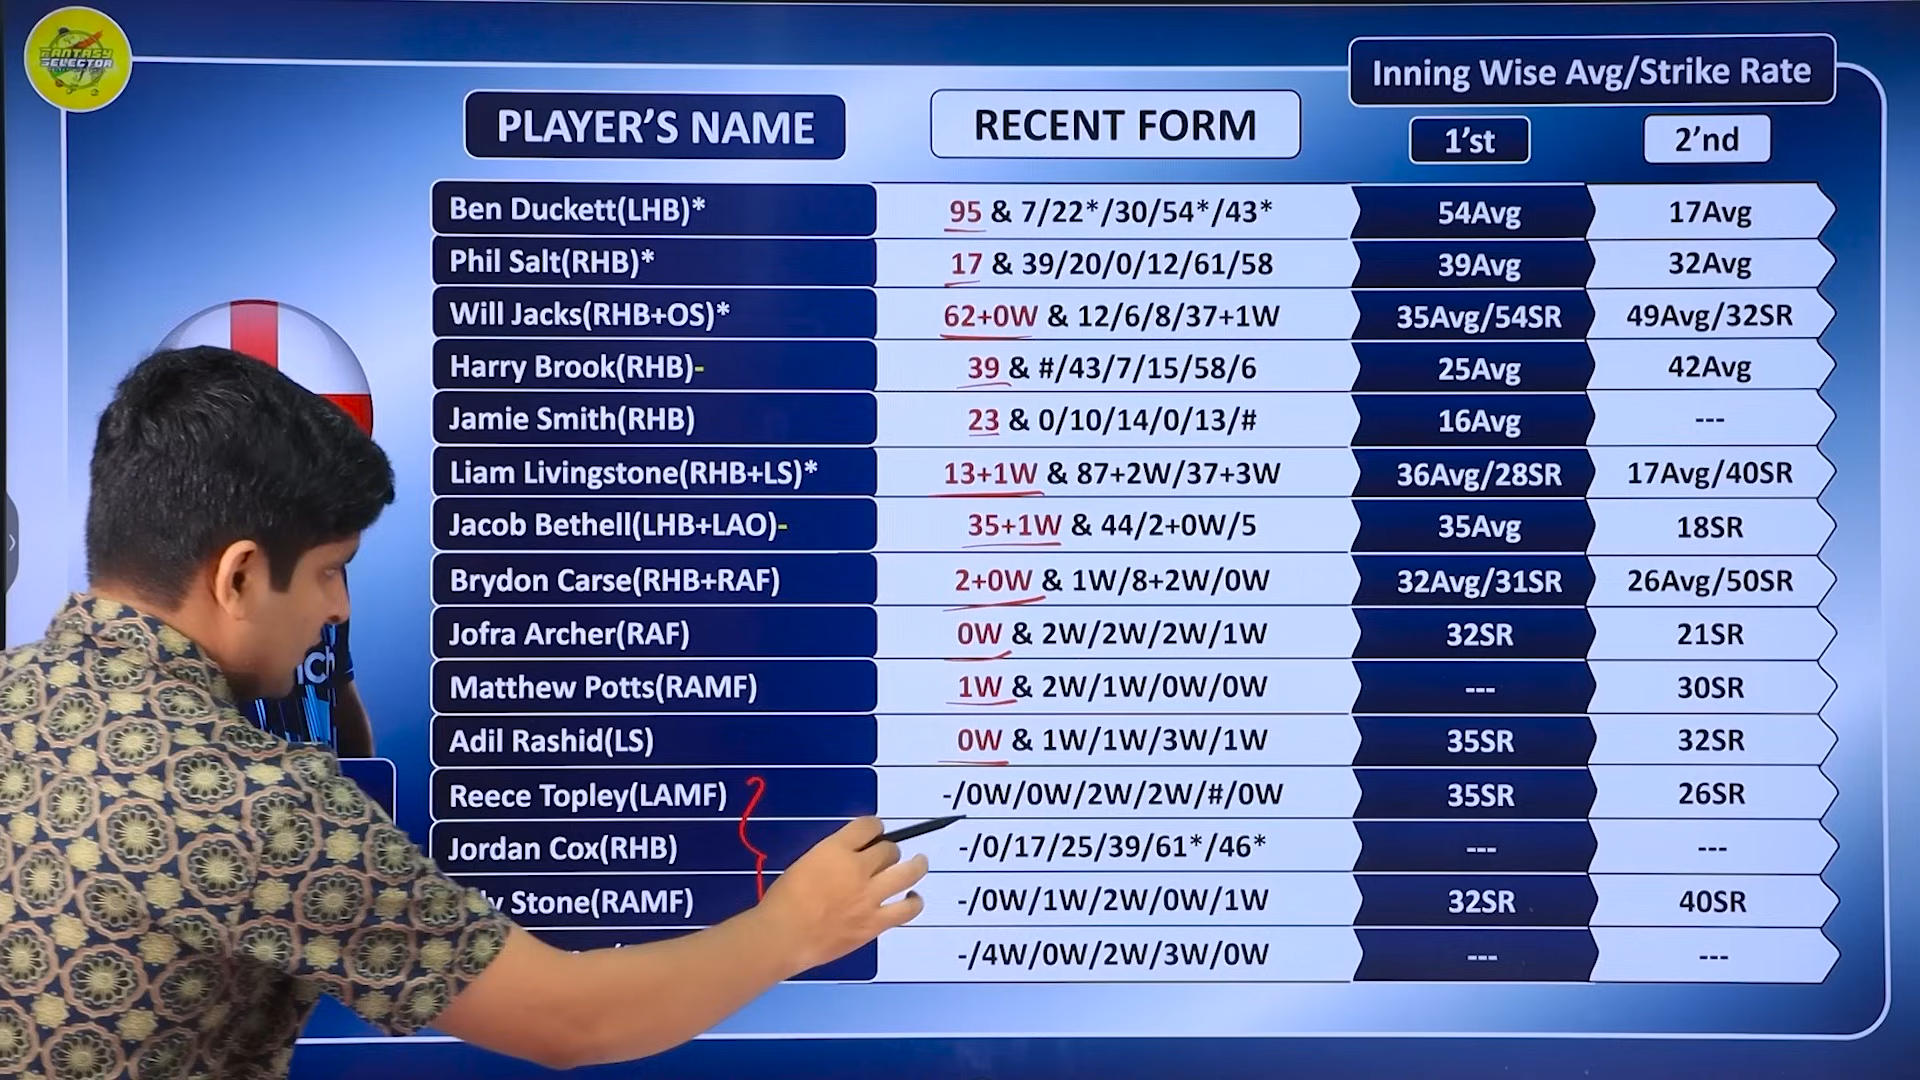 FANTASY
SELECTOR
Inning Wise Avg/Strike Rate
PLAYER'S NAME RECENT FORM 1'st 2'nd
Ben Duckett(LHB)* 95 & 7/22*/30/54*/43* 54Avg 17Avg
Phil Salt(RHB)* 17 & 39/20/0/12/61/58 39Avg 32Avg
Will Jacks(RHB+OS)* 62+0W & 12/6/8/37+1W 35Avg/54SR 49Avg/32SR
Harry Brook(RHB)- 39 & #/43/7/15/58/6 25Avg 42Avg
Jamie Smith(RHB) 23 & 0/10/14/0/13/# 16Avg ---
Liam Livingstone(RHB+LS)* 13+1W & 87+2W/37+3W 36Avg/28SR 17Avg/40SR
Jacob Bethell(LHB+LAO)- 35+1W & 44/2+0W/5 35Avg 18SR
Brydon Carse(RHB+RAF) 2+0W & 1W/8+2W/0W 32Avg/31SR 26Avg/50SR
Jofra Archer(RAF) 0W & 2W/2W/2W/1W 32SR 21SR
Matthew Potts(RAMF) 1W & 2W/1W/0W/0W --- 30SR
Adil Rashid(LS) 0W & 1W/1W/3W/1W 35SR 32SR
Reece Topley(LAMF) -/0W/0W/2W/2W/#/0W 35SR 26SR
Jordan Cox(RHB) -/0/17/25/39/61*/46* --- ---
Stone(RAMF) -/0W/1W/2W/0W/1W 32SR 40SR
-/4W/0W/2W/3W/0W --- ---